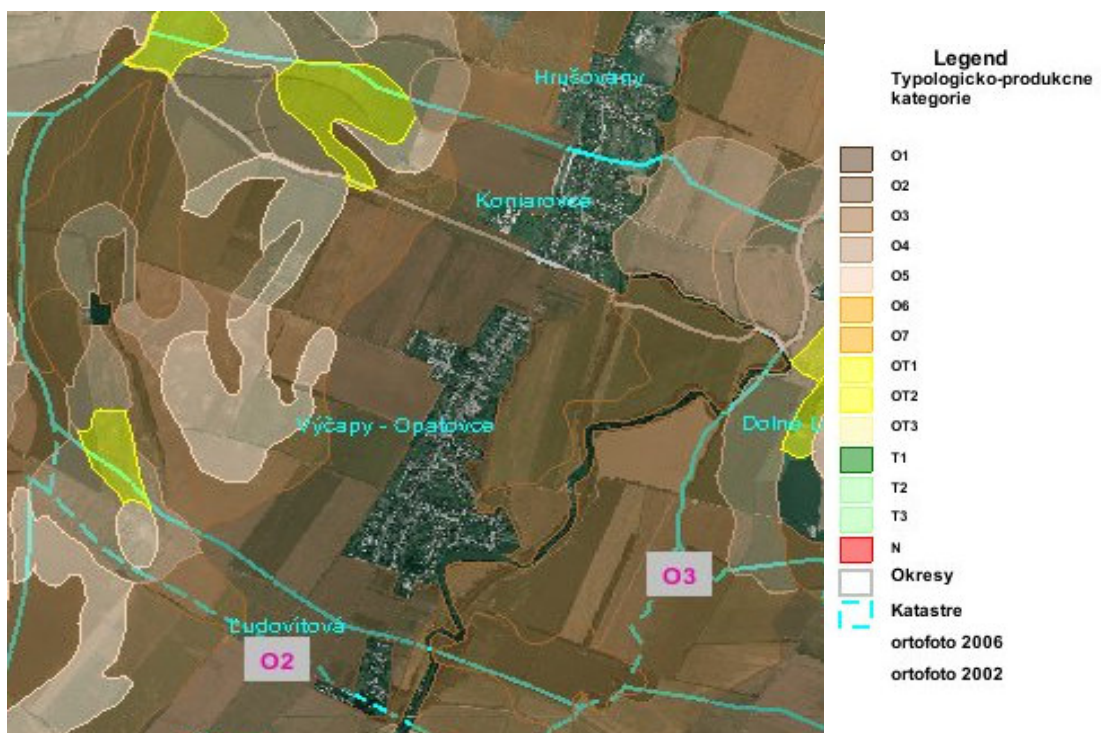 Hrušovany
Koniarovce
Výčapy - Opatovce
Dolné L
O3
Ľudovítová
O2
Legend
Typologicko-produkcne
kategorie
O1
O2
O3
O4
O5
O6
O7
OT1
OT2
OT3
T1
T2
T3
N
Okresy
Katastre
ortofoto 2006
ortofoto 2002